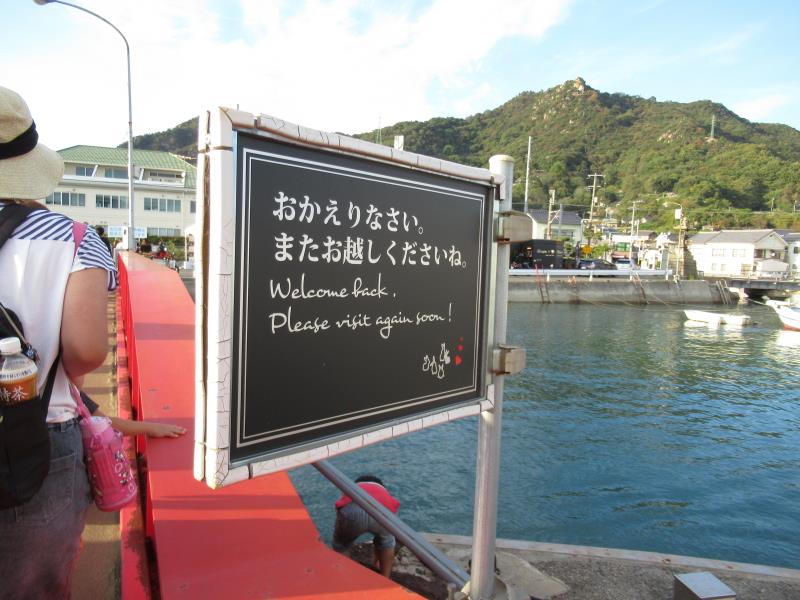 おかえりなさい。
またお越しくださいね。
Welcome back.
Please visit again soon!